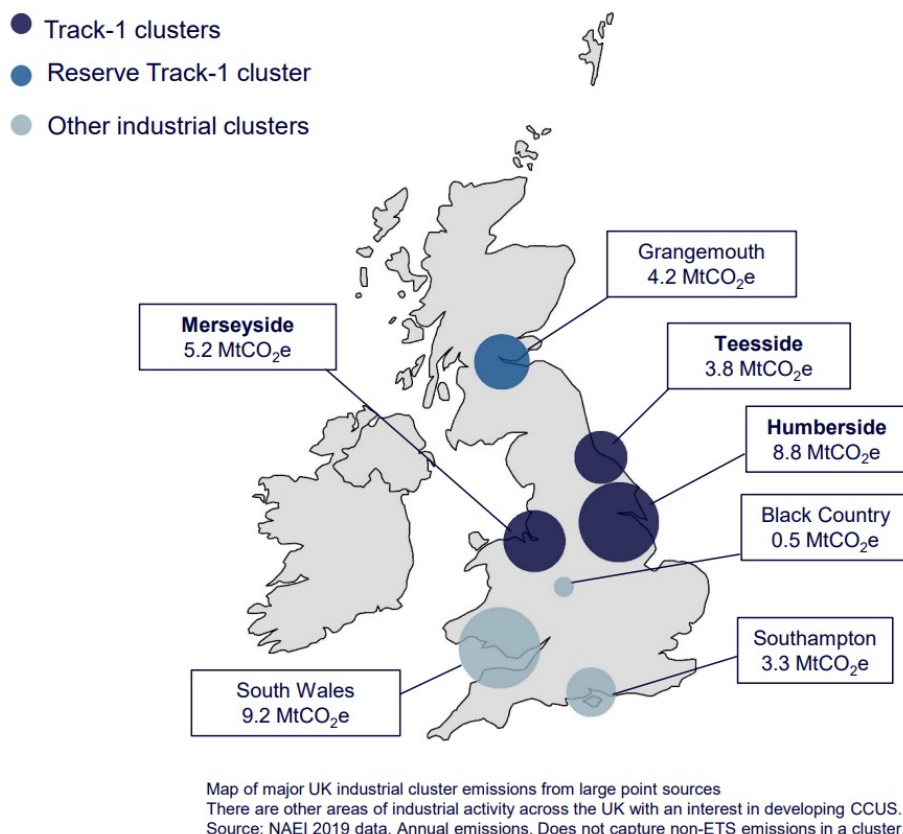 Track-1 clusters
Reserve Track-1 cluster
Other industrial clusters
Grangemouth
4.2 MtCO₂e
Merseyside
5.2 MtCO₂e
Teesside
3.8 MtCO₂e
Humberside
8.8 MtCO₂e
Black Country
0.5 MtCO₂e
Southampton
3.3 MtCO₂e
South Wales
9.2 MtCO₂e
Map of major UK industrial cluster emissions from large point sources
There are other areas of industrial activity across the UK with an interest in developing CCUS.
Source: NAEI 2019 data. Annual emissions. Does not capture non-ETS emissions in a cluster